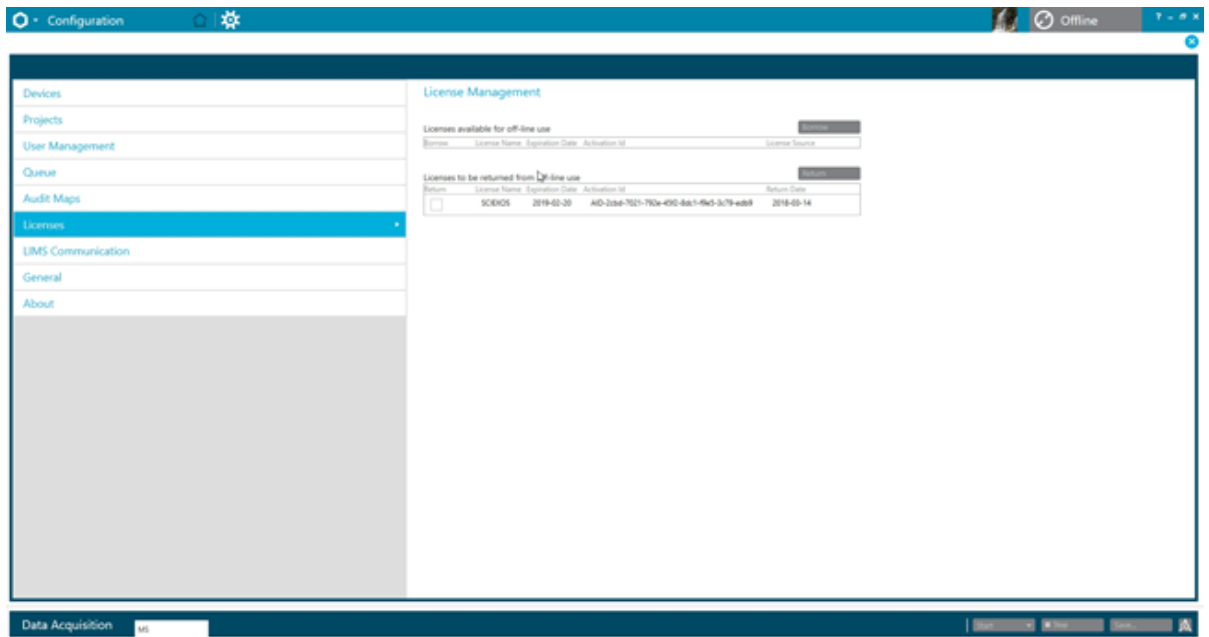 Configuration
Offline
?
Devices
Projects
User Management
Queue
Audit Maps
Licenses
LIMS Communication
General
About
License Management
Licenses available for off-line use
Borrow
Borrow License Name Expiration Date Activation Id License Source
Licenses to be returned from off-line use
Return
Return License Name Expiration Date Activation Id Return Date
SCIEXOS 2019-02-20 2018-03-14
Data Acquisition
MS
Start
Stop
Save...